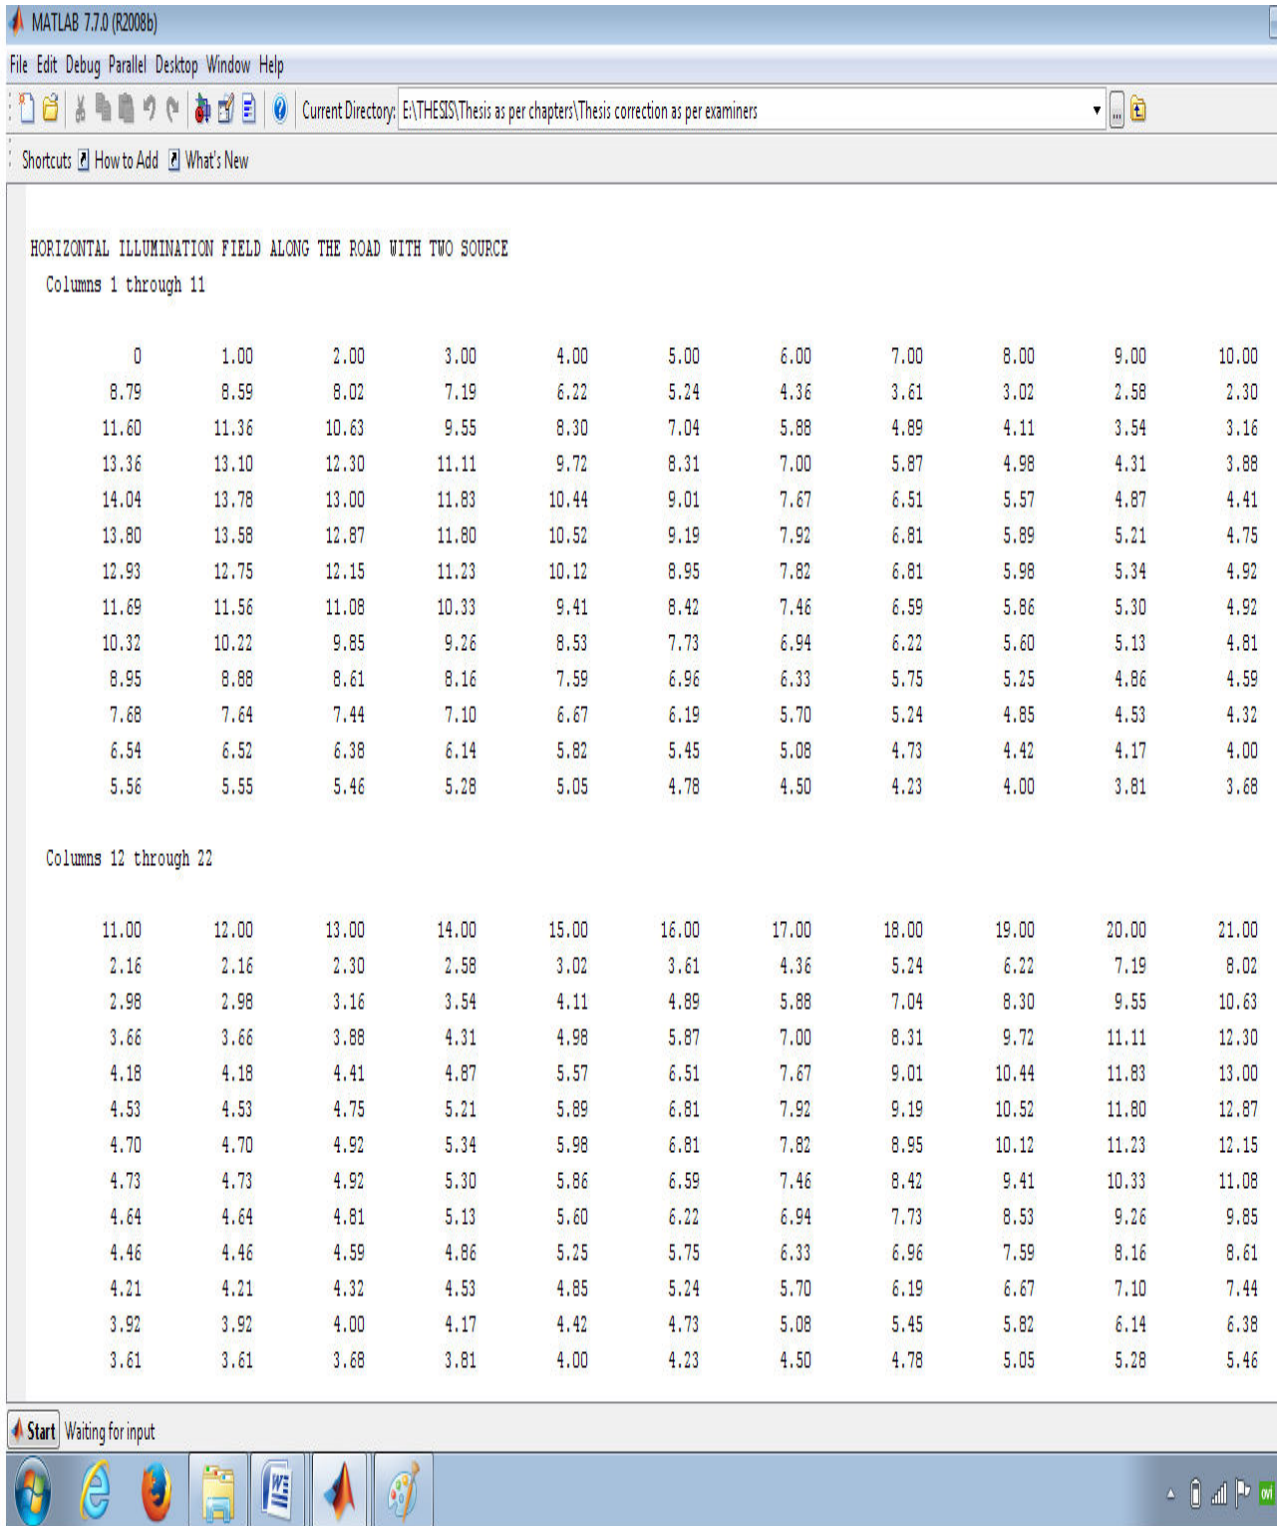 MATLAB 7.7.0 (R2008b)
File Edit Debug Parallel Desktop Window Help
Current Directory: E:\THESIS\Thesis as per chapters\Thesis correction as per examiners
Shortcuts How to Add What's New
HORIZONTAL ILLUMINATION FIELD ALONG THE ROAD WITH TWO SOURCE
Columns 1 through 11
0 1.00 2.00 3.00 4.00 5.00 6.00 7.00 8.00 9.00 10.00
8.79 8.59 8.02 7.19 6.22 5.24 4.36 3.61 3.02 2.58 2.30
11.60 11.36 10.63 9.55 8.30 7.04 5.88 4.89 4.11 3.54 3.16
13.36 13.10 12.30 11.11 9.72 8.31 7.00 5.87 4.98 4.31 3.88
14.04 13.78 13.00 11.83 10.44 9.01 7.67 6.51 5.57 4.87 4.41
13.80 13.58 12.87 11.80 10.52 9.19 7.92 6.81 5.89 5.21 4.75
12.93 12.75 12.15 11.23 10.12 8.95 7.82 6.81 5.98 5.34 4.92
11.69 11.56 11.08 10.33 9.41 8.42 7.46 6.59 5.86 5.30 4.92
10.32 10.22 9.85 9.26 8.53 7.73 6.94 6.22 5.60 5.13 4.81
8.95 8.88 8.61 8.16 7.59 6.96 6.33 5.75 5.25 4.86 4.59
7.68 7.64 7.44 7.10 6.67 6.19 5.70 5.24 4.85 4.53 4.32
6.54 6.52 6.38 6.14 5.82 5.45 5.08 4.73 4.42 4.17 4.00
5.56 5.55 5.46 5.28 5.05 4.78 4.50 4.23 4.00 3.81 3.68
Columns 12 through 22
11.00 12.00 13.00 14.00 15.00 16.00 17.00 18.00 19.00 20.00 21.00
2.16 2.16 2.30 2.58 3.02 3.61 4.36 5.24 6.22 7.19 8.02
2.98 2.98 3.16 3.54 4.11 4.89 5.88 7.04 8.30 9.55 10.63
3.66 3.66 3.88 4.31 4.98 5.87 7.00 8.31 9.72 11.11 12.30
4.18 4.18 4.41 4.87 5.57 6.51 7.67 9.01 10.44 11.83 13.00
4.53 4.53 4.75 5.21 5.89 6.81 7.92 9.19 10.52 11.80 12.87
4.70 4.70 4.92 5.34 5.98 6.81 7.82 8.95 10.12 11.23 12.15
4.73 4.73 4.92 5.30 5.86 6.59 7.46 8.42 9.41 10.33 11.08
4.64 4.64 4.81 5.13 5.60 6.22 6.94 7.73 8.53 9.26 9.85
4.46 4.46 4.59 4.86 5.25 5.75 6.33 6.96 7.59 8.16 8.61
4.21 4.21 4.32 4.53 4.85 5.24 5.70 6.19 6.67 7.10 7.44
3.92 3.92 4.00 4.17 4.42 4.73 5.08 5.45 5.82 6.14 6.38
3.61 3.61 3.68 3.81 4.00 4.23 4.50 4.78 5.05 5.28 5.46
Start Waiting for input
ovi